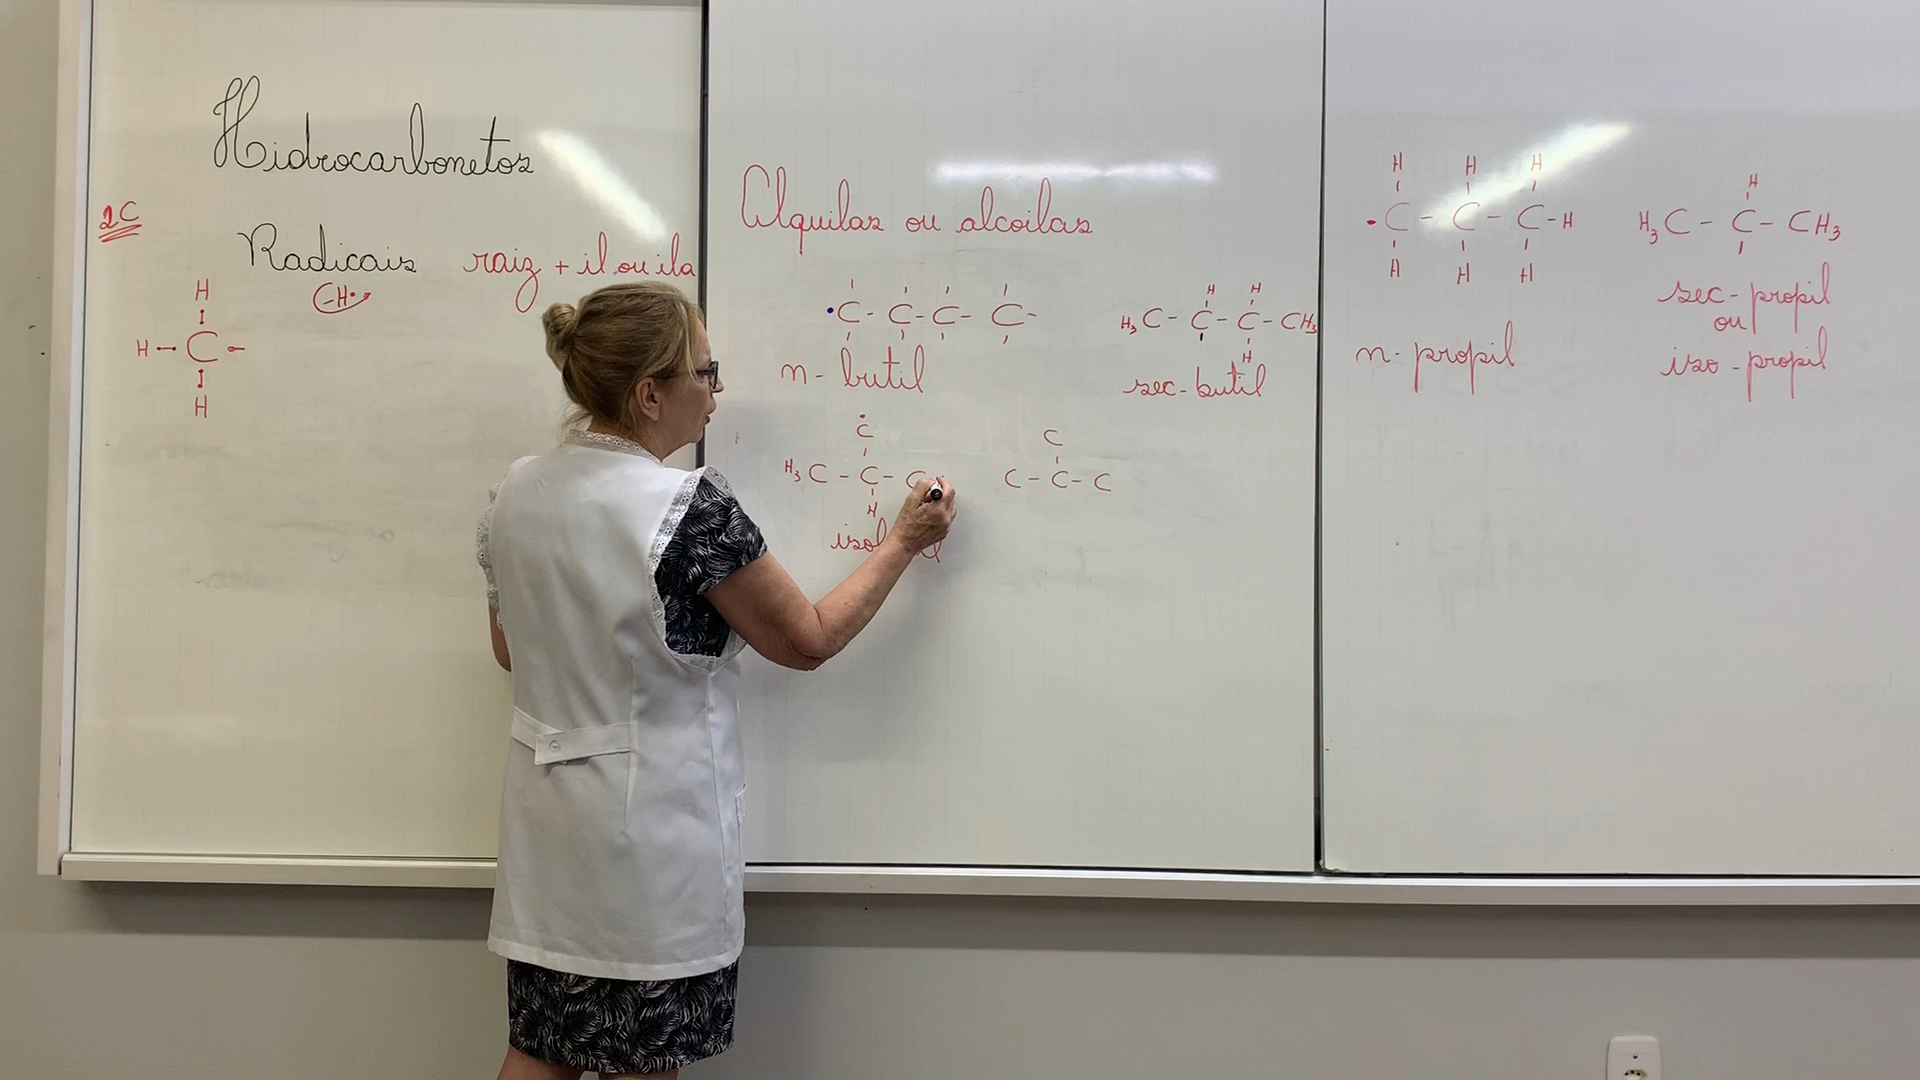 Hidrocarbonetos
2C
Radicais raiz + il ou ila
-H•
H
H - C -
H
Alquilas ou alcoilas
• C - C - C - C -
n - butil
H H
H₃C - C - C - CH₃
H
sec - butil
• C
H₃C - C - C
H
C
C - C - C
H H H
• C - C - C - H
H H H
n - propil
H
H₃C - C - CH₃
sec - propil
ou
iso - propil